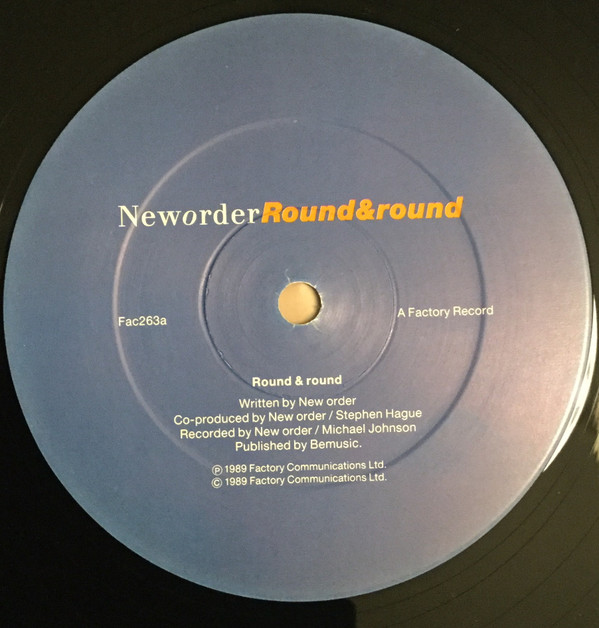 NeworderRound&round
Fac263a
A Factory Record
Round & round
Written by New order
Co-produced by New order / Stephen Hague
Recorded by New order / Michael Johnson
Published by Bemusic.
℗ 1989 Factory Communications Ltd.
© 1989 Factory Communications Ltd.